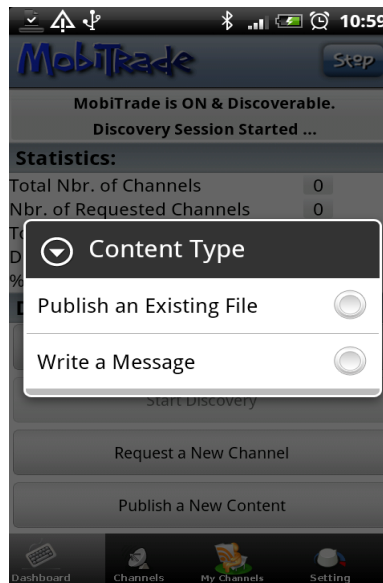 10:59
MobiTrade
Stop
MobiTrade is ON & Discoverable.
Discovery Session Started ...
Statistics:
Total Nbr. of Channels 0
Nbr. of Requested Channels 0
Content Type
Publish an Existing File
Write a Message
Start Discovery
Request a New Channel
Publish a New Content
Dashboard
Channels
My Channels
Setting